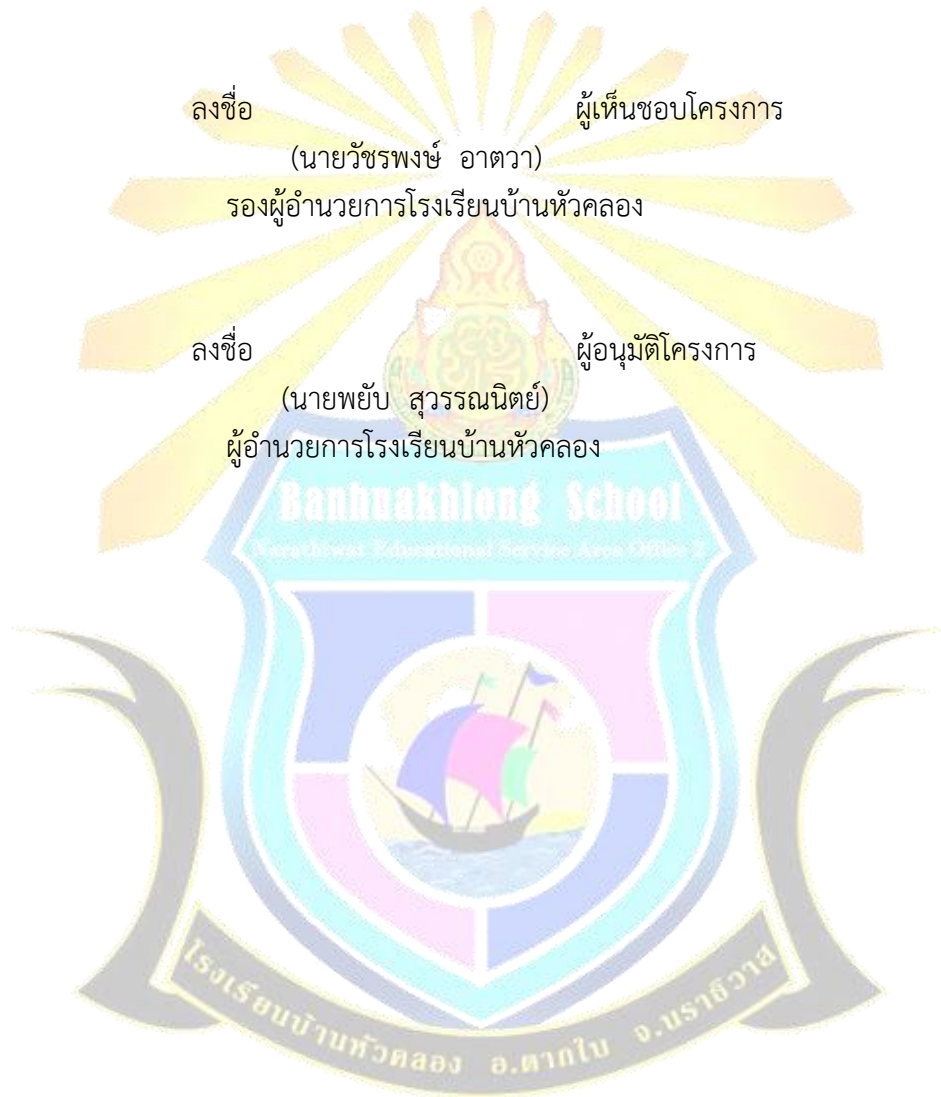 ลงชื่อ ผู้เห็นชอบโครงการ
(นายวัชรพงษ์ อาตวา)
รองผู้อำนวยการโรงเรียนบ้านหัวคลอง
ลงชื่อ ผู้อนุมัติโครงการ
(นายพยับ สุวรรณนิตย์)
ผู้อำนวยการโรงเรียนบ้านหัวคลอง
Banhuakhlong School
Narathiwat Educational Service Area Office 2
โรงเรียนบ้านหัวคลอง อ.ตากใบ จ.นราธิวาส